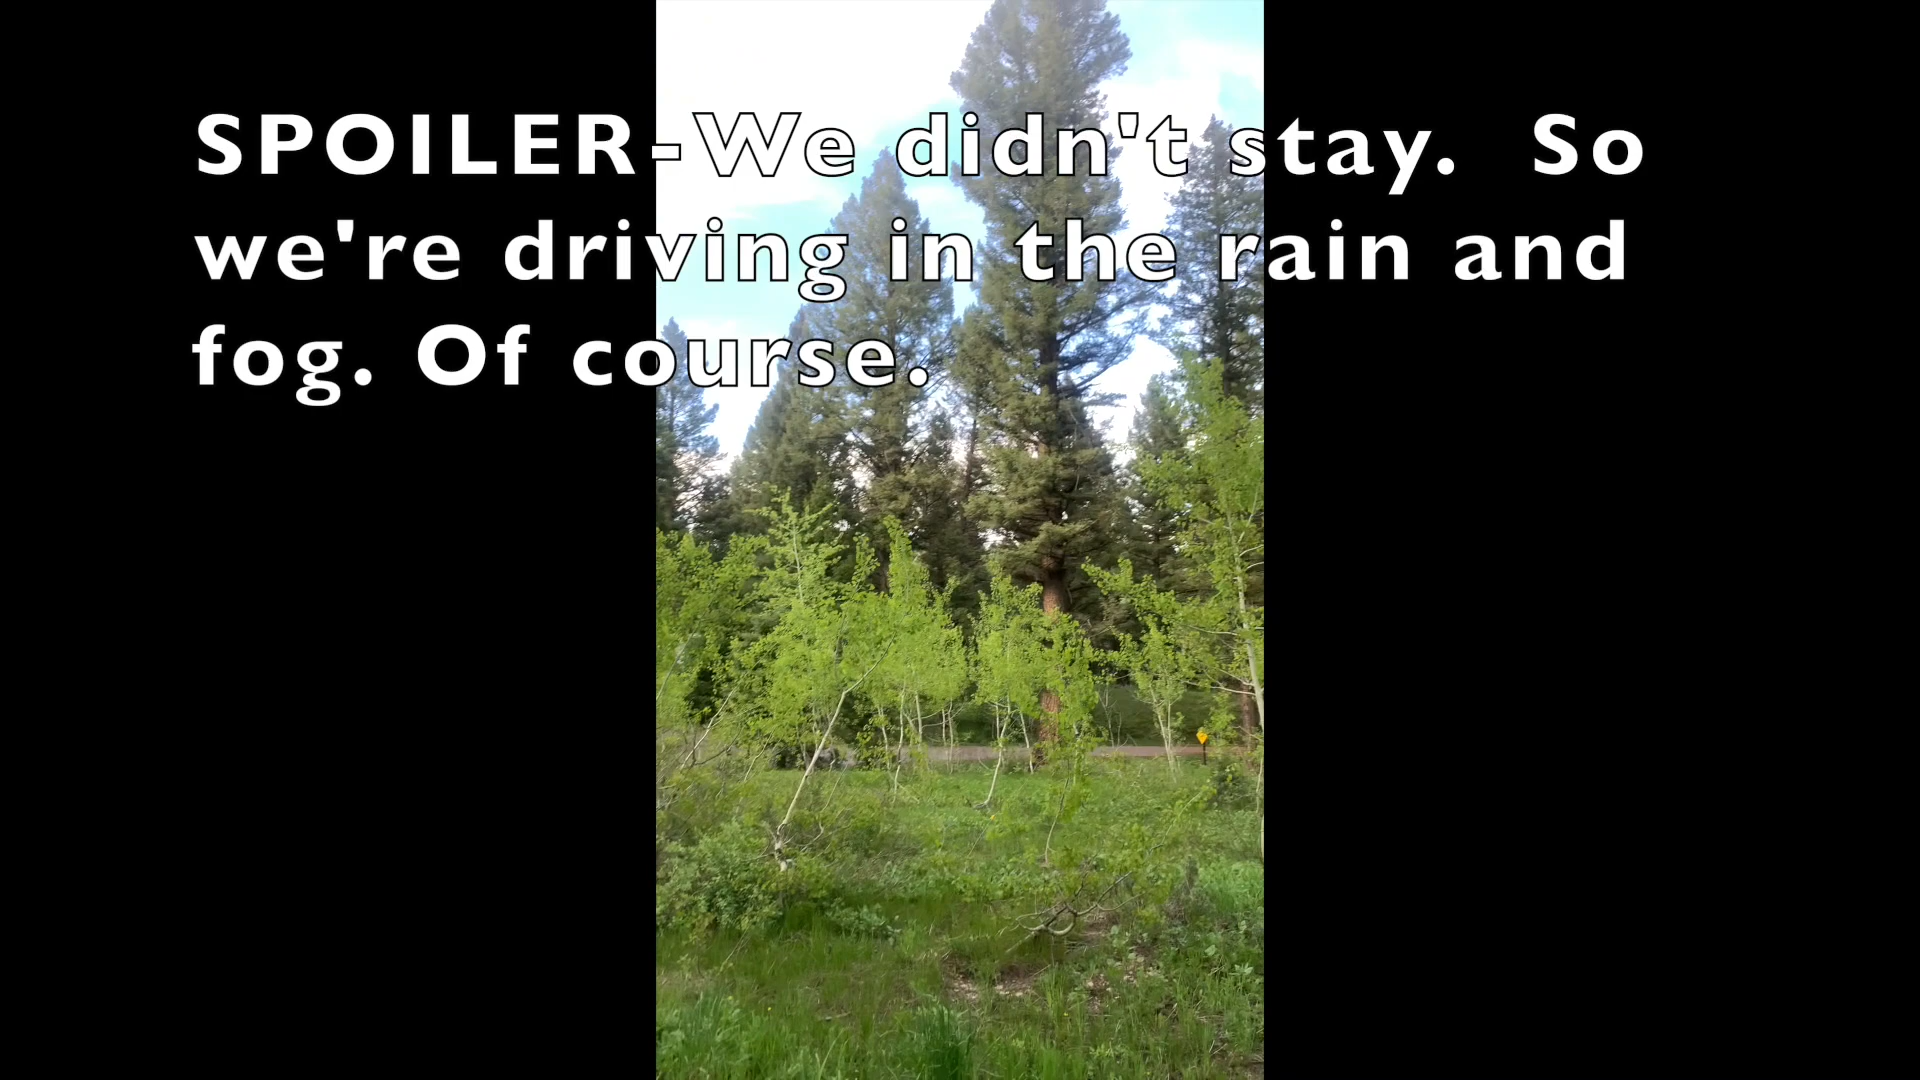 SPOILER-We didn't stay.  So
we're driving in the rain and
fog. Of course.